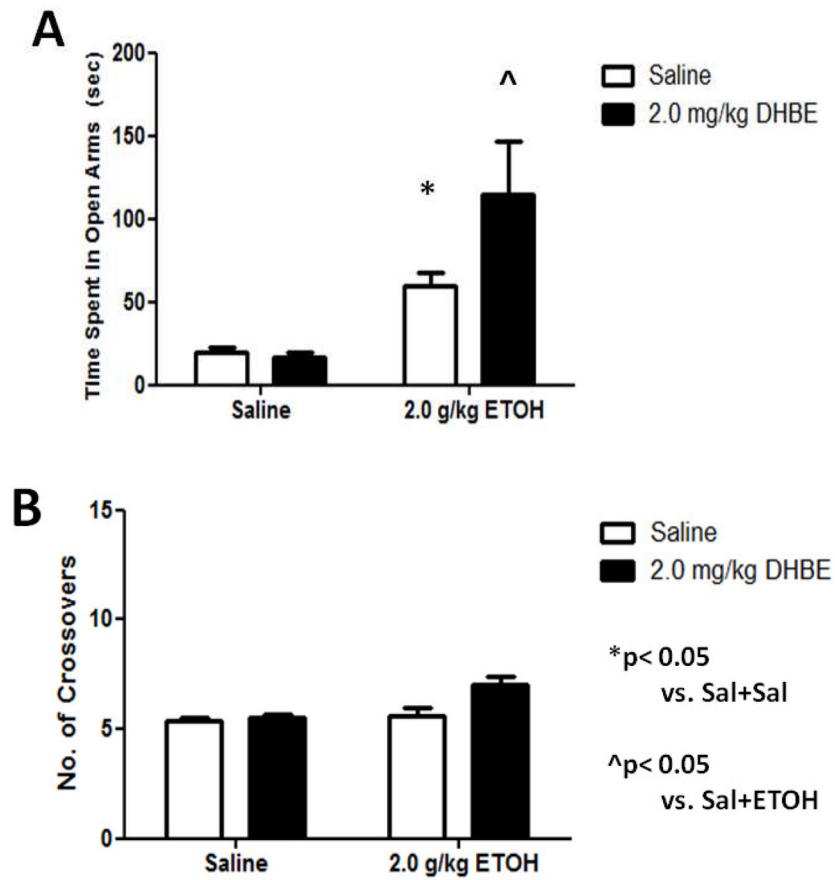 A
Time Spent In Open Arms (sec)
200
150
100
50
0
*
^
Saline
2.0 g/kg ETOH
Saline
2.0 mg/kg DHBE
B
No. of Crossovers
15
10
5
0
Saline
2.0 g/kg ETOH
Saline
2.0 mg/kg DHBE
*p< 0.05
vs. Sal+Sal
^p< 0.05
vs. Sal+ETOH